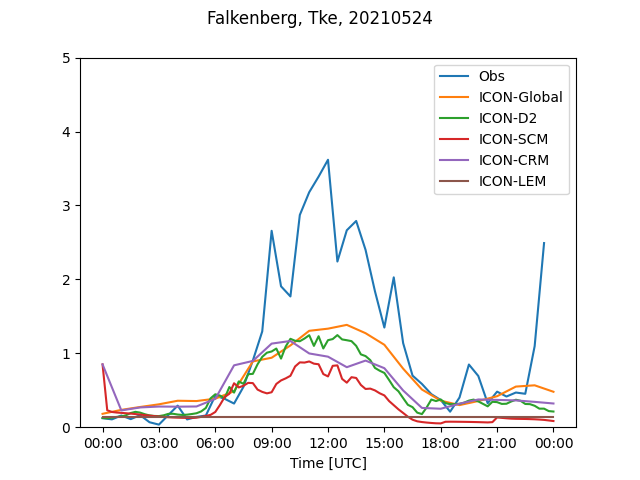 Falkenberg, Tke, 20210524
5
4
3
2
1
0
Obs
ICON-Global
ICON-D2
ICON-SCM
ICON-CRM
ICON-LEM
00:00 03:00 06:00 09:00 12:00 15:00 18:00 21:00 00:00
Time [UTC]